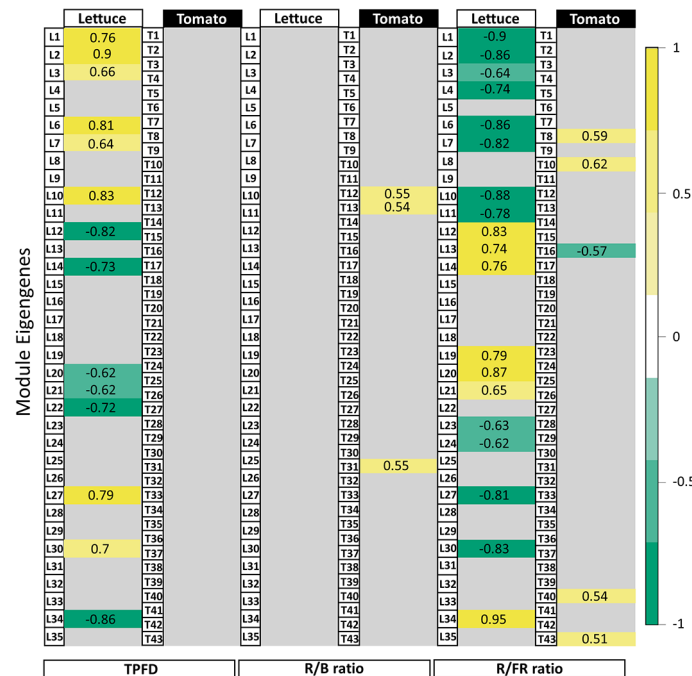 Lettuce Tomato Lettuce Tomato Lettuce Tomato
Module Eigengenes
L1 0.76
L2 0.9
L3 0.66
L4
L5
L6 0.81
L7 0.64
L8
L9
L10 0.83
L11
L12 -0.82
L13
L14 -0.73
L15
L16
L17
L18
L19
L20 -0.62
L21 -0.62
L22 -0.72
L23
L24
L25
L26
L27 0.79
L28
L29
L30 0.7
L31
L32
L33
L34 -0.86
L35
T1
T2
T3
T4
T5
T6
T7
T8
T9
T10
T11
T12
T13
T14
T15
T16
T17
T18
T19
T20
T21
T22
T23
T24
T25
T26
T27
T28
T29
T30
T31
T32
T33
T34
T35
T36
T37
T38
T39
T40
T41
T42
T43
L1
L2
L3
L4
L5
L6
L7
L8
L9
L10
L11
L12
L13
L14
L15
L16
L17
L18
L19
L20
L21
L22
L23
L24
L25
L26
L27
L28
L29
L30
L31
L32
L33
L34
L35
T1
T2
T3
T4
T5
T6
T7
T8
T9
T10
T11
T12 0.55
T13 0.54
T14
T15
T16
T17
T18
T19
T20
T21
T22
T23
T24
T25
T26
T27
T28
T29
T30
T31 0.55
T32
T33
T34
T35
T36
T37
T38
T39
T40
T41
T42
T43
L1 -0.9
L2 -0.86
L3 -0.64
L4 -0.74
L5
L6 -0.86
L7 -0.82
L8
L9
L10 -0.88
L11 -0.78
L12 0.83
L13 0.74
L14 0.76
L15
L16
L17
L18
L19 0.79
L20 0.87
L21 0.65
L22
L23 -0.63
L24 -0.62
L25
L26
L27 -0.81
L28
L29
L30 -0.83
L31
L32
L33
L34 0.95
L35
T1
T2
T3
T4
T5
T6
T7
T8 0.59
T9
T10 0.62
T11
T12
T13
T14
T15
T16 -0.57
T17
T18
T19
T20
T21
T22
T23
T24
T25
T26
T27
T28
T29
T30
T31
T32
T33
T34
T35
T36
T37
T38
T39
T40 0.54
T41
T42
T43 0.51
1
0.5
0
-0.5
-1
TPFD R/B ratio R/FR ratio